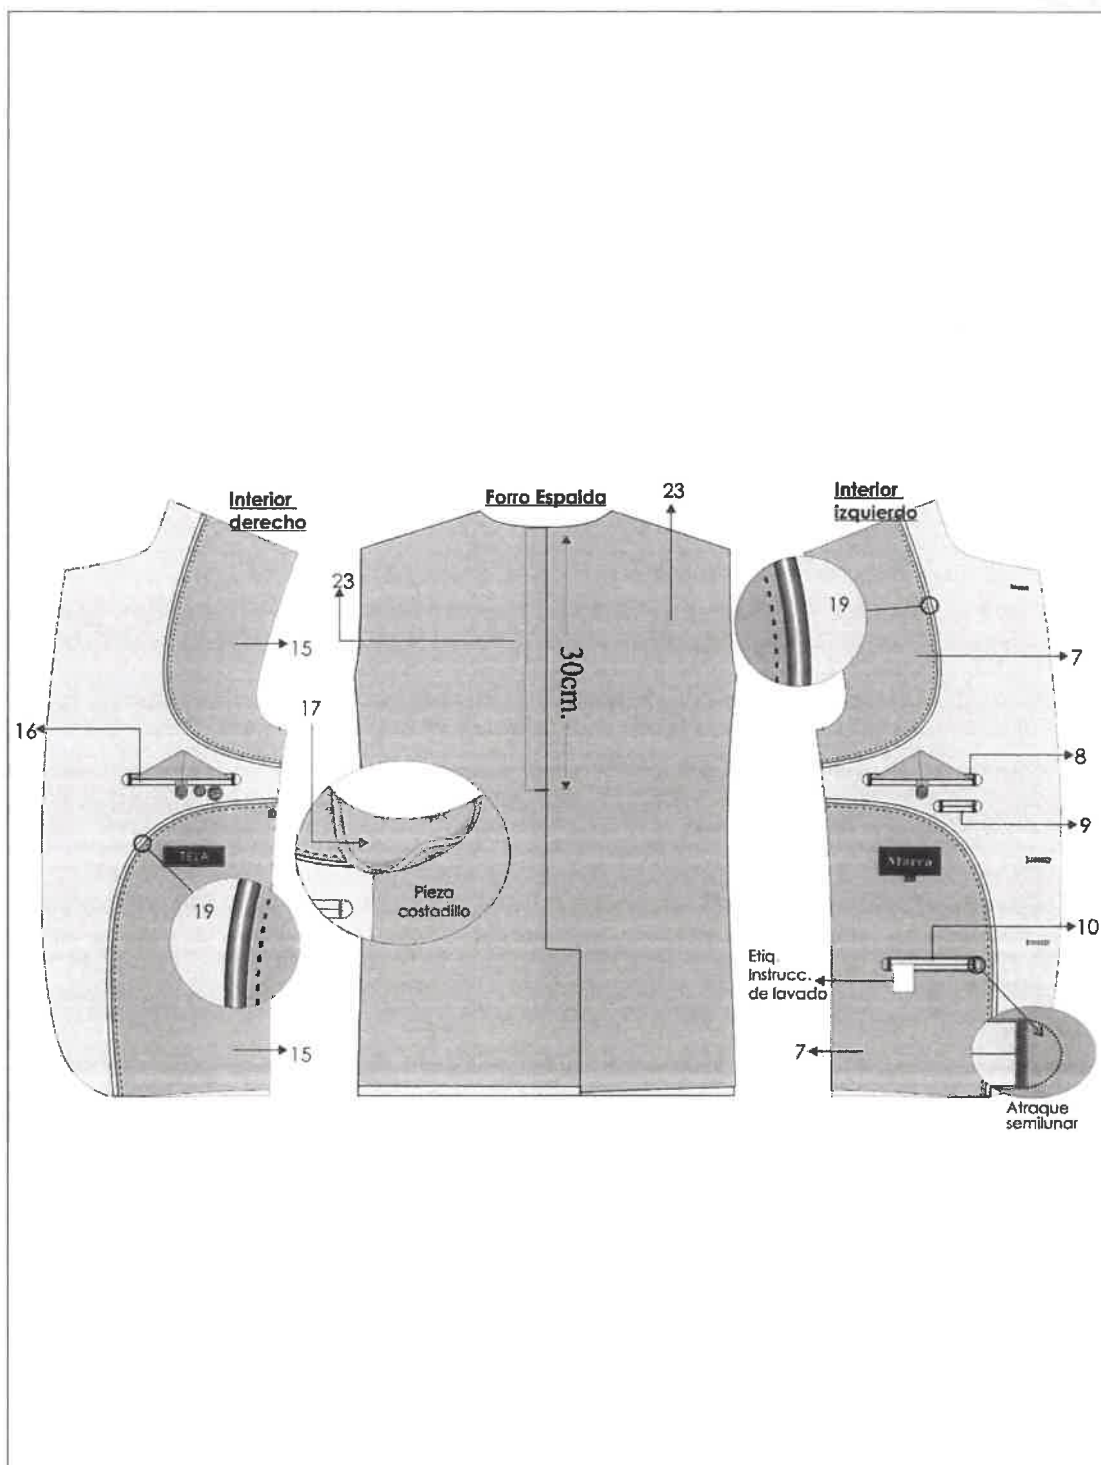 Interior
derecho
15
16
TELA
19
15
Forro Espalda
23
23
30cm.
17
Pieza
costadillo
Interior
izquierdo
19
7
8
9
Marca
10
Etiq.
Instrucc.
de lavado
7
Atraque
semilunar